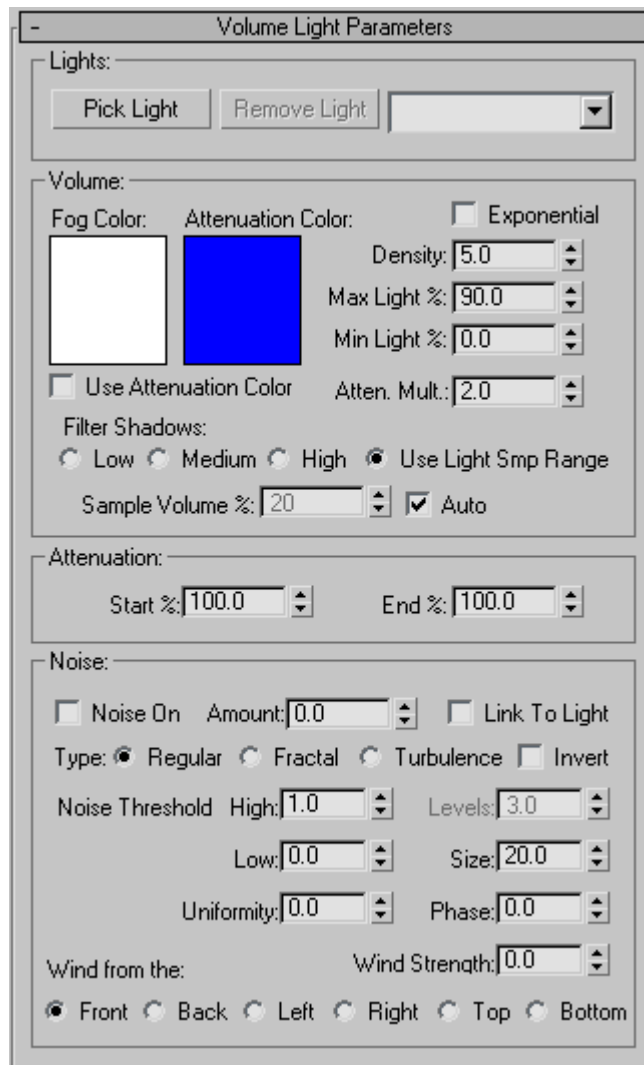 - Volume Light Parameters
Lights:
Pick Light Remove Light
Volume:
Fog Color: Attenuation Color: Exponential
Density: 5.0
Max Light %: 90.0
Min Light %: 0.0
Use Attenuation Color Atten. Mult.: 2.0
Filter Shadows:
Low Medium High Use Light Smp Range
Sample Volume %: 20 Auto
Attenuation:
Start %: 100.0 End %: 100.0
Noise:
Noise On Amount: 0.0 Link To Light
Type: Regular Fractal Turbulence Invert
Noise Threshold High: 1.0 Levels: 3.0
Low: 0.0 Size: 20.0
Uniformity: 0.0 Phase: 0.0
Wind from the: Wind Strength: 0.0
Front Back Left Right Top Bottom